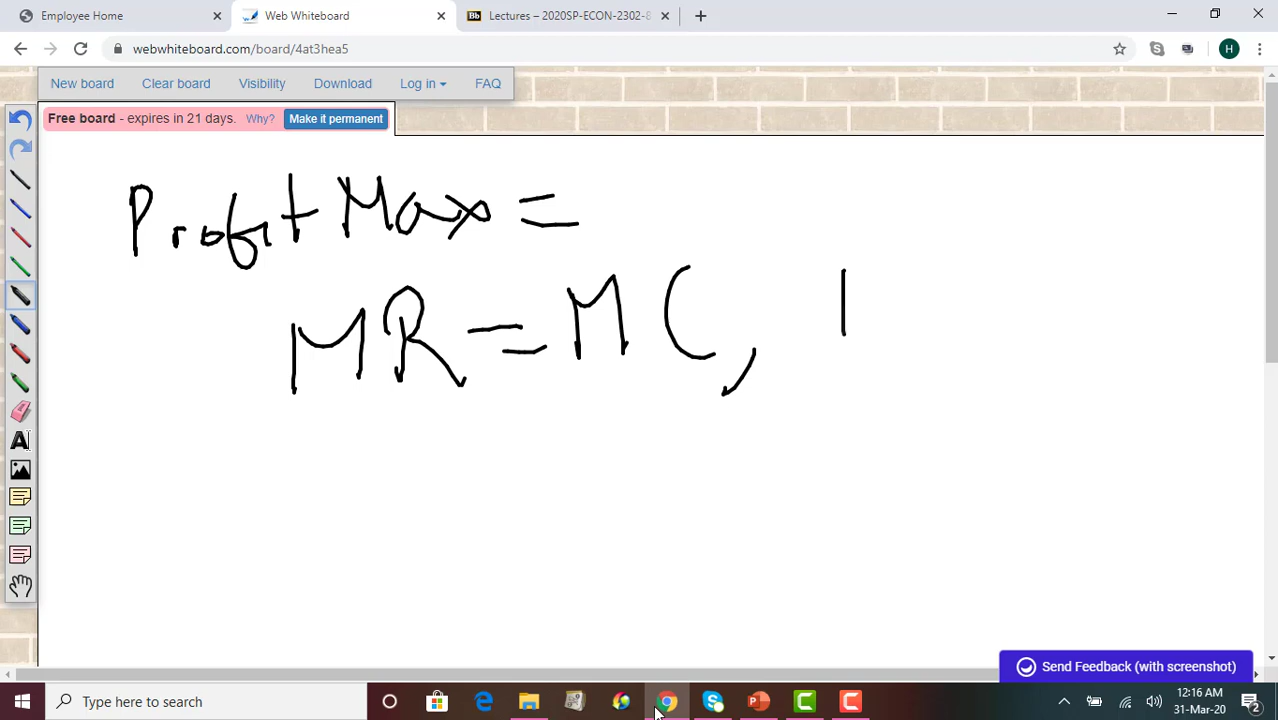 Employee Home
Web Whiteboard
Lectures – 2020SP-ECON-2302-8
webwhiteboard.com/board/4at3hea5
H
New board Clear board Visibility Download Log in FAQ
Free board - expires in 21 days. Why? Make it permanent
Profit Max =
MR = MC, I
A
Send Feedback (with screenshot)
Type here to search
12:16 AM
31-Mar-20
2